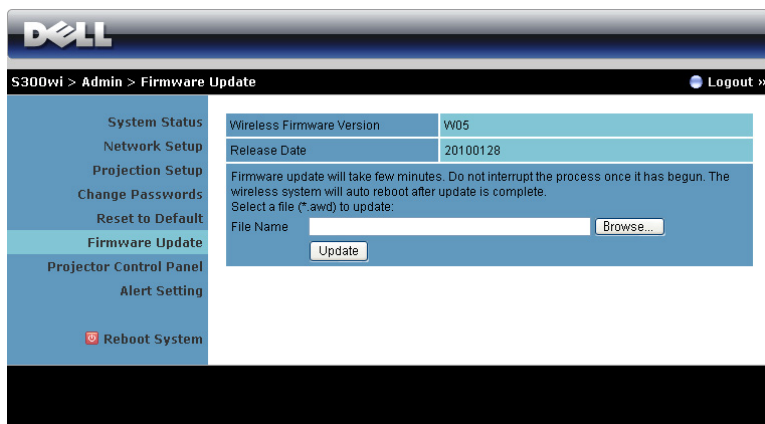 DELL
S300wi > Admin > Firmware Update
Logout »
System Status
Network Setup
Projection Setup
Change Passwords
Reset to Default
Firmware Update
Projector Control Panel
Alert Setting
Reboot System
Wireless Firmware Version W05
Release Date 20100128
Firmware update will take few minutes. Do not interrupt the process once it has begun. The
wireless system will auto reboot after update is complete.
Select a file (*.awd) to update:
File Name Browse...
Update